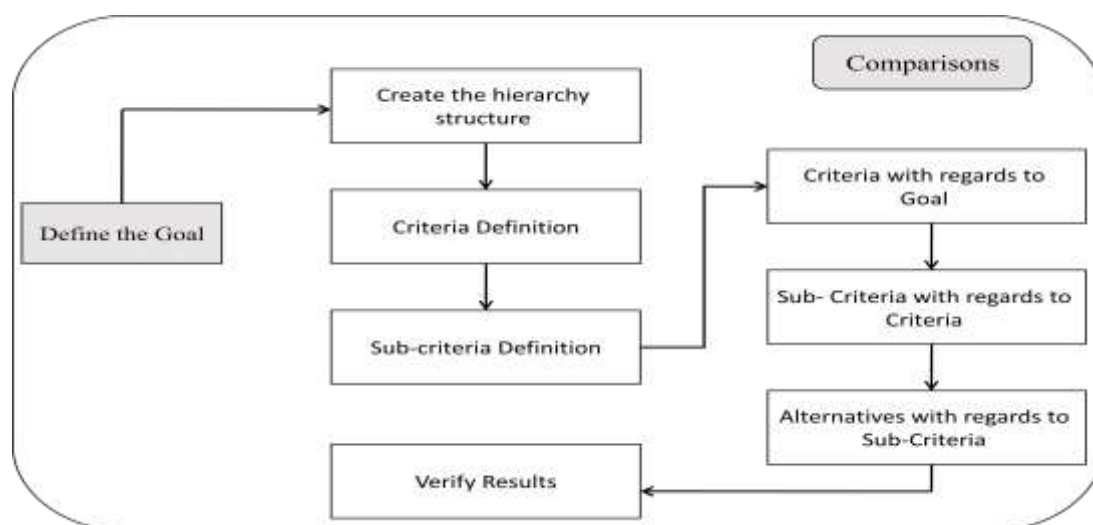 Comparisons
Create the hierarchy
structure
Criteria with regards to
Goal
Define the Goal
Criteria Definition
Sub- Criteria with regards to
Criteria
Sub-criteria Definition
Alternatives with regards to
Sub-Criteria
Verify Results